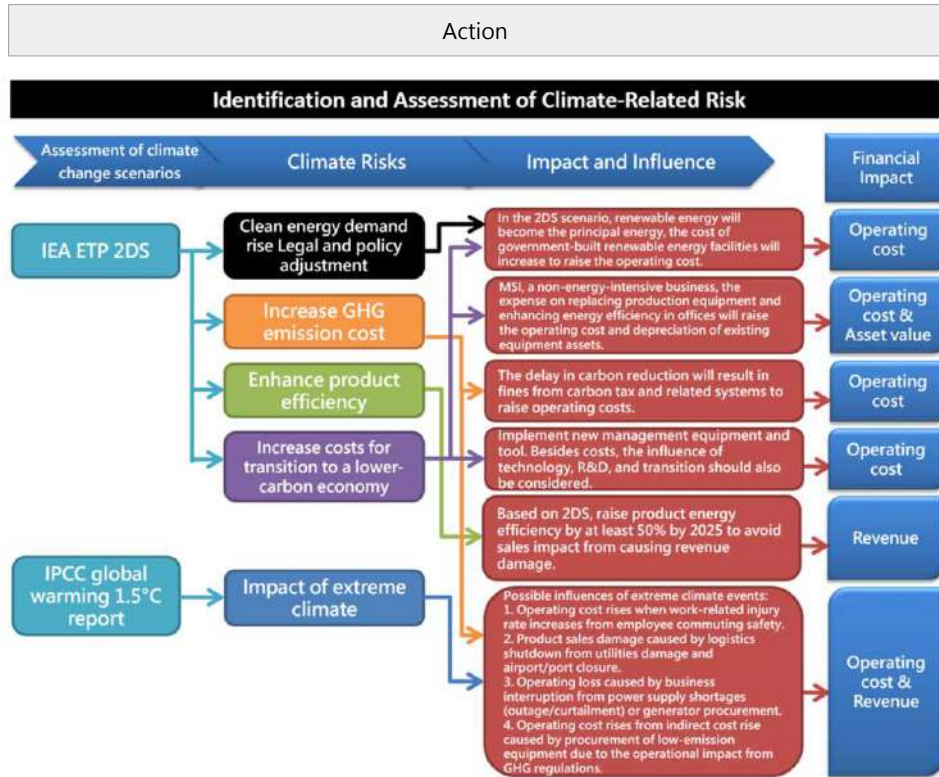 Action
Identification and Assessment of Climate-Related Risk
Assessment of climate
change scenarios
Climate Risks
Impact and Influence
Financial
Impact
IEA ETP 2DS
Clean energy demand
rise Legal and policy
adjustment
In the 2DS scenario, renewable energy will
become the principal energy, the cost of
government-built renewable energy facilities will
increase to raise the operating cost.
Operating
cost
Increase GHG
emission cost
MSI, a non-energy-intensive business, the
expense on replacing production equipment and
enhancing energy efficiency in offices will raise
the operating cost and depreciation of existing
equipment assets.
Operating
cost &
Asset value
Enhance product
efficiency
The delay in carbon reduction will result in
fines from carbon tax and related systems to
raise operating costs.
Operating
cost
Increase costs for
transition to a lower-
carbon economy
Implement new management equipment and
tool. Besides costs, the influence of
technology, R&D, and transition should also
be considered.
Operating
cost
Based on 2DS, raise product energy
efficiency by at least 50% by 2025 to avoid
sales impact from causing revenue
damage.
Revenue
IPCC global
warming 1.5°C
report
Impact of extreme
climate
Possible influences of extreme climate events:
1. Operating cost rises when work-related injury
rate increases from employee commuting safety.
2. Product sales damage caused by logistics
shutdown from utilities damage and
airport/port closure.
3. Operating loss caused by business
interruption from power supply shortages
(outage/curtailment) or generator procurement.
4. Operating cost rises from indirect cost rise
caused by procurement of low-emission
equipment due to the operational impact from
GHG regulations.
Operating
cost &
Revenue